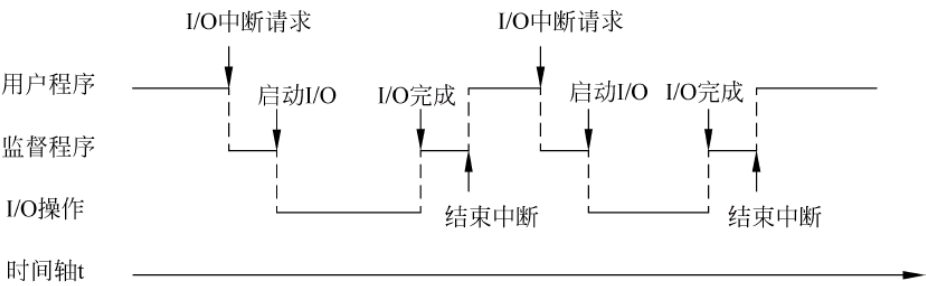 I/O中断请求 I/O中断请求
用户程序 启动I/O I/O完成 启动I/O I/O完成
监督程序
I/O操作 结束中断 结束中断
时间轴t